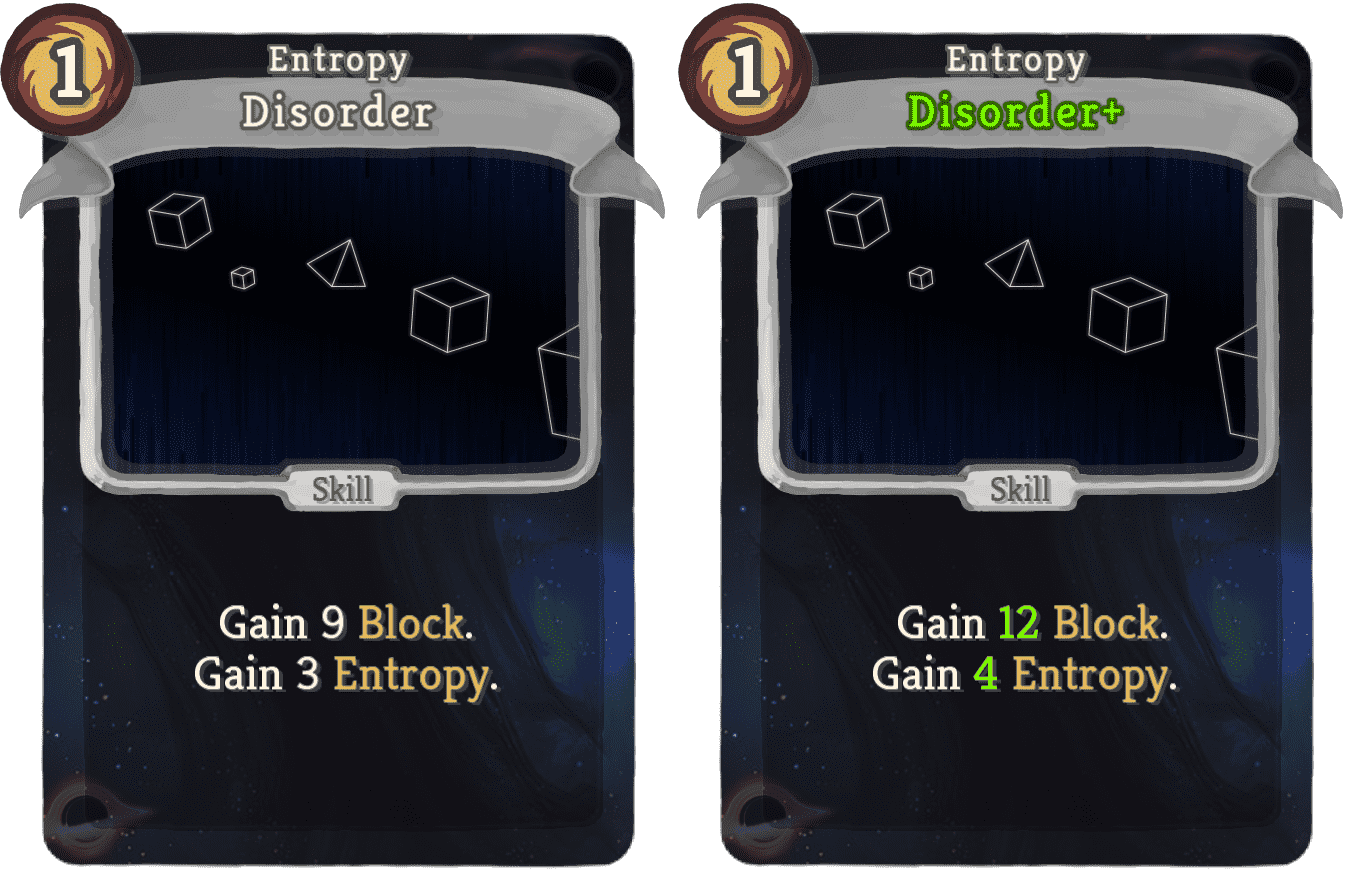 1
Entropy
Disorder
Skill
Gain 9 Block.
Gain 3 Entropy.
1
Entropy
Disorder+
Skill
Gain 12 Block.
Gain 4 Entropy.